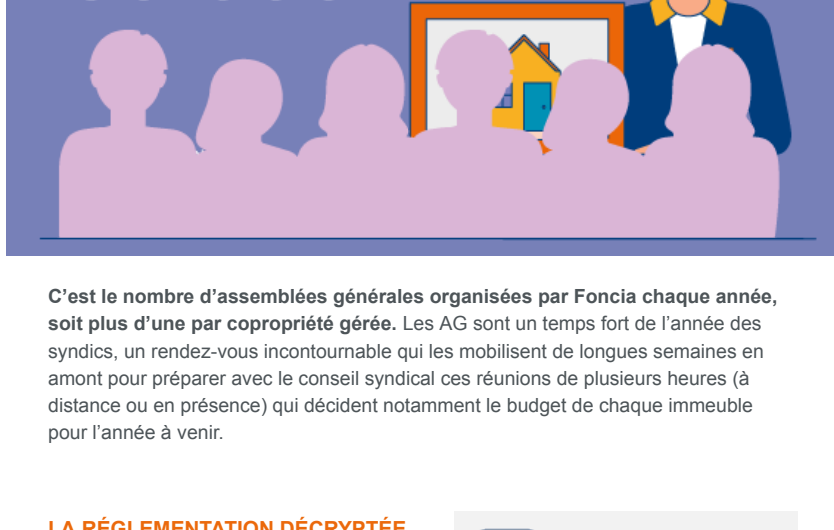 C’est le nombre d’assemblées générales organisées par Foncia chaque année,
soit plus d’une par copropriété gérée. Les AG sont un temps fort de l’année des
syndics, un rendez-vous incontournable qui les mobilisent de longues semaines en
amont pour préparer avec le conseil syndical ces réunions de plusieurs heures (à
distance ou en présence) qui décident notamment le budget de chaque immeuble
pour l’année à venir.
LA RÉGLEMENTATION DÉCRYPTÉE